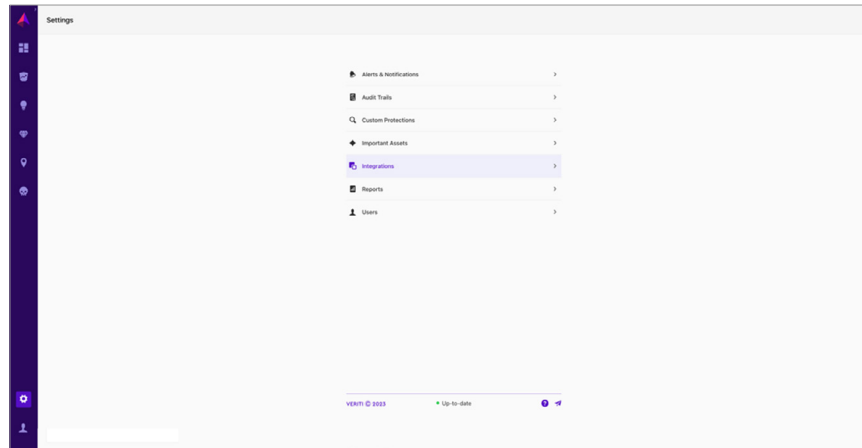 Settings
Alerts & Notifications
Audit Trails
Custom Protections
Important Assets
Integrations
Reports
Users
VERITI © 2023
Up-to-date